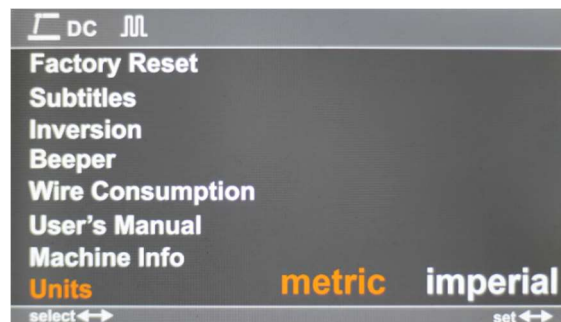 DC
Factory Reset
Subtitles
Inversion
Beeper
Wire Consumption
User's Manual
Machine Info
Units metric imperial
select set